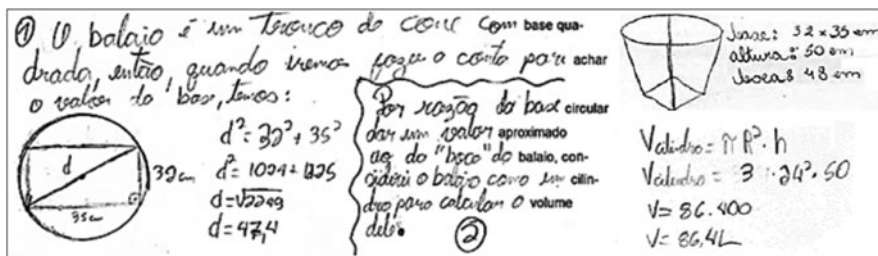 ① O balaio é um Tronco de cone com base qua-
drada, então, quando iremos fazer o conto para achar
o valor da base, temos:
d
32cm
35cm
d² = 32² + 35²
d² = 1024 + 1225
d = √2249
d = 47,4
Por razão da base circular
dar um valor aproximado
ao do "boca" do balaio, con-
siderei o balaio como um cilin-
dro para calcular o volume
dele.
②
base: 32 x 35 cm
altura: 50 cm
boca: 48 cm
Vcilindro = π R² . h
Vcilindro = 3 . 24² . 50
V = 86.400
V = 86,4L